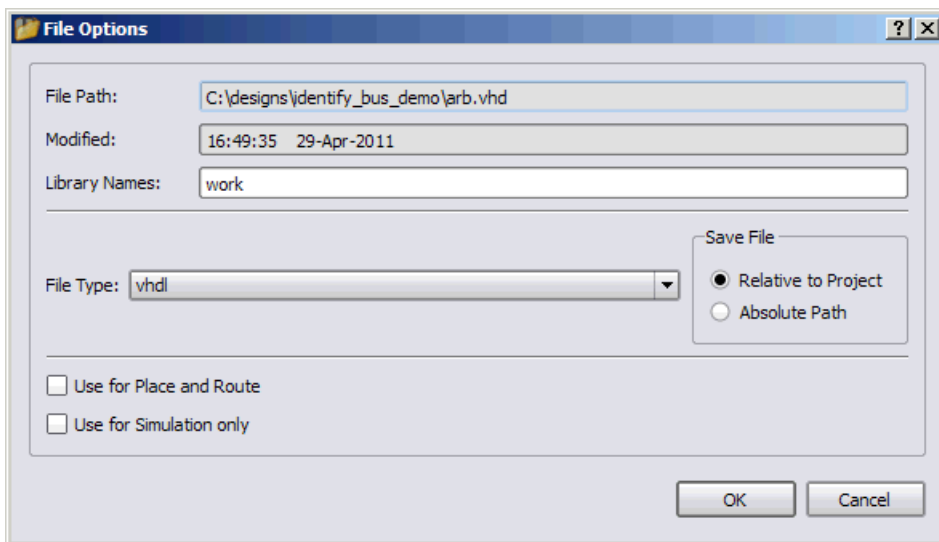 File Options
File Path: C:\designs\identify_bus_demo\arb.vhd
Modified: 16:49:35 29-Apr-2011
Library Names: work
Save File
File Type: vhdl
Relative to Project
Absolute Path
Use for Place and Route
Use for Simulation only
OK Cancel